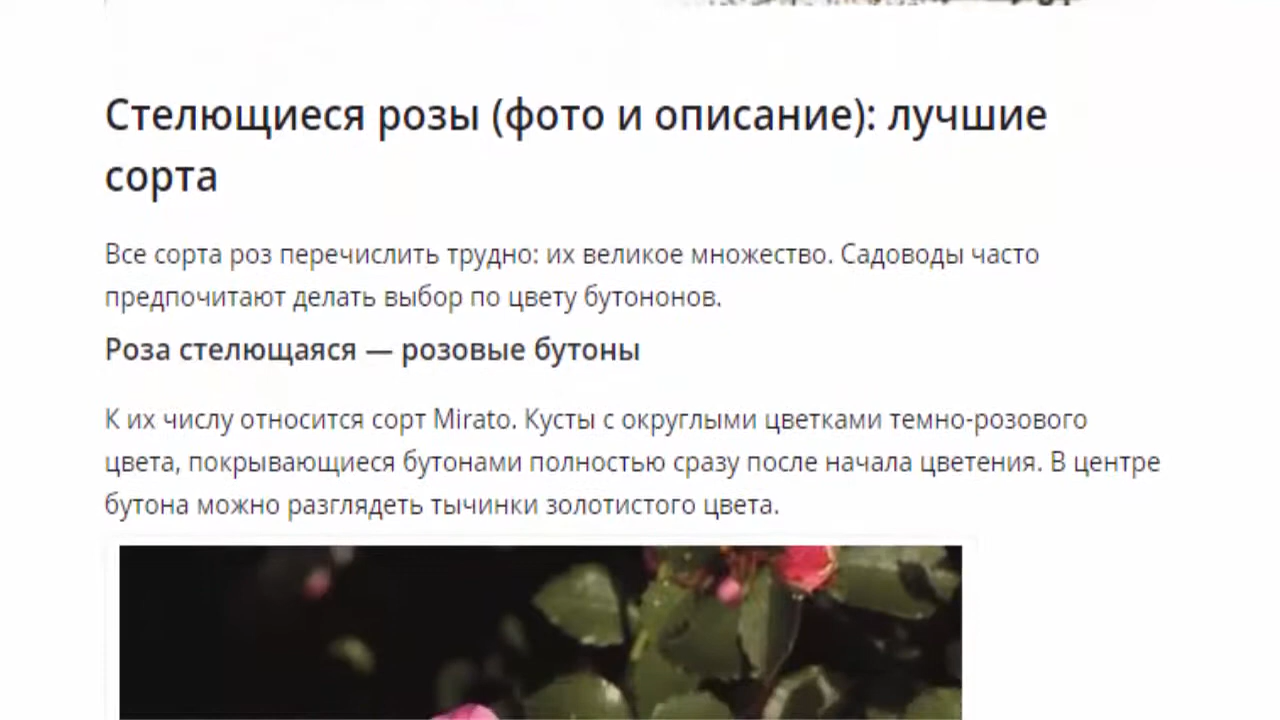 Стелющиеся розы (фото и описание): лучшие
сорта
Все сорта роз перечислить трудно: их великое множество. Садоводы часто
предпочитают делать выбор по цвету бутононов.
Роза стелющаяся — розовые бутоны
К их числу относится сорт Mirato. Кусты с округлыми цветками темно-розового
цвета, покрывающиеся бутонами полностью сразу после начала цветения. В центре
бутона можно разглядеть тычинки золотистого цвета.